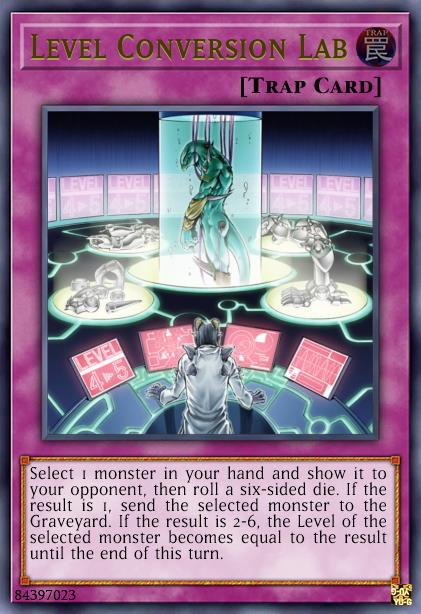 LEVEL CONVERSION LAB
TRAP
罠
[TRAP CARD]
LEVEL
LEVEL
LEVEL
4▶5
Select 1 monster in your hand and show it to
your opponent, then roll a six-sided die. If the
result is 1, send the selected monster to the
Graveyard. If the result is 2-6, the Level of the
selected monster becomes equal to the result
until the end of this turn.
84397023